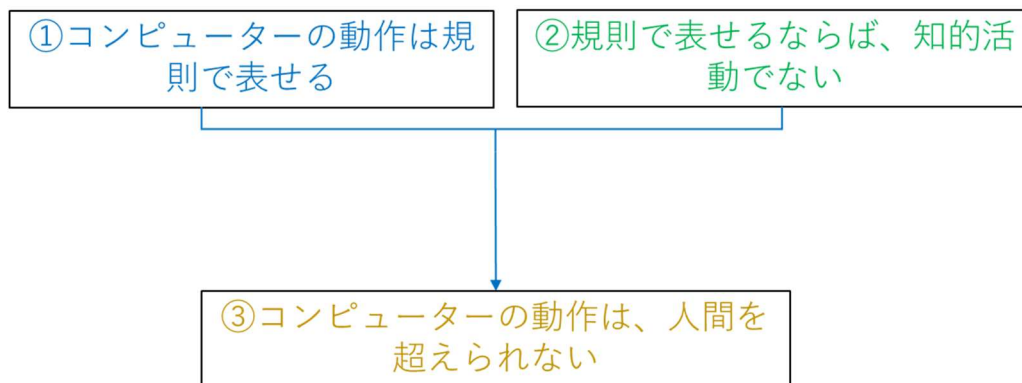 ①コンピューターの動作は規
則で表せる
②規則で表せるならば、知的活
動でない
③コンピューターの動作は、人間を
超えられない